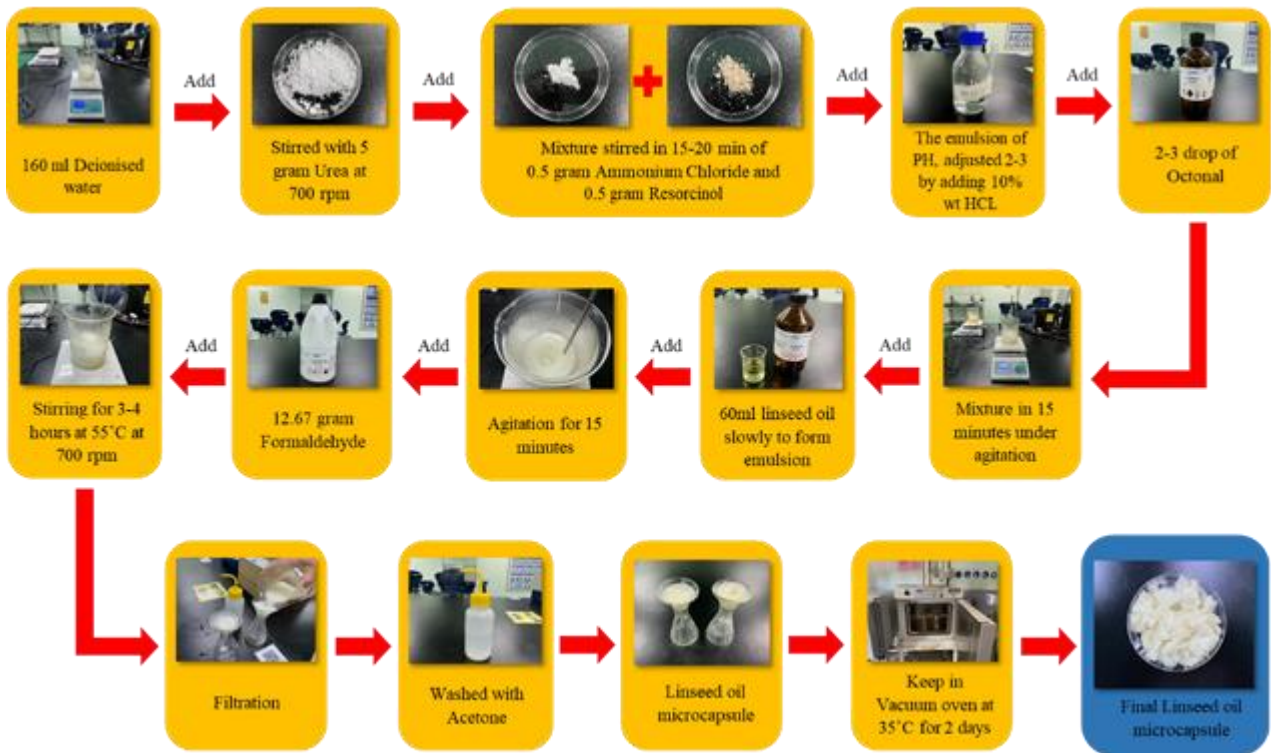 160 ml Deionised
water
Add
Stirred with 5
gram Urea at
700 rpm
Add
Mixture stirred in 15-20 min of
0.5 gram Ammonium Chloride and
0.5 gram Resorcinol
Add
The emulsion of
PH, adjusted 2-3
by adding 10%
wt HCL
Add
2-3 drop of
Octonal
Mixture in 15
minutes under
agitation
Add
60ml linseed oil
slowly to form
emulsion
Add
Agitation for 15
minutes
Add
12.67 gram
Formaldehyde
Add
Stirring for 3-4
hours at 55˚C at
700 rpm
Filtration
Washed with
Acetone
Linseed oil
microcapsule
Keep in
Vacuum oven at
35˚C for 2 days
Final Linseed oil
microcapsule